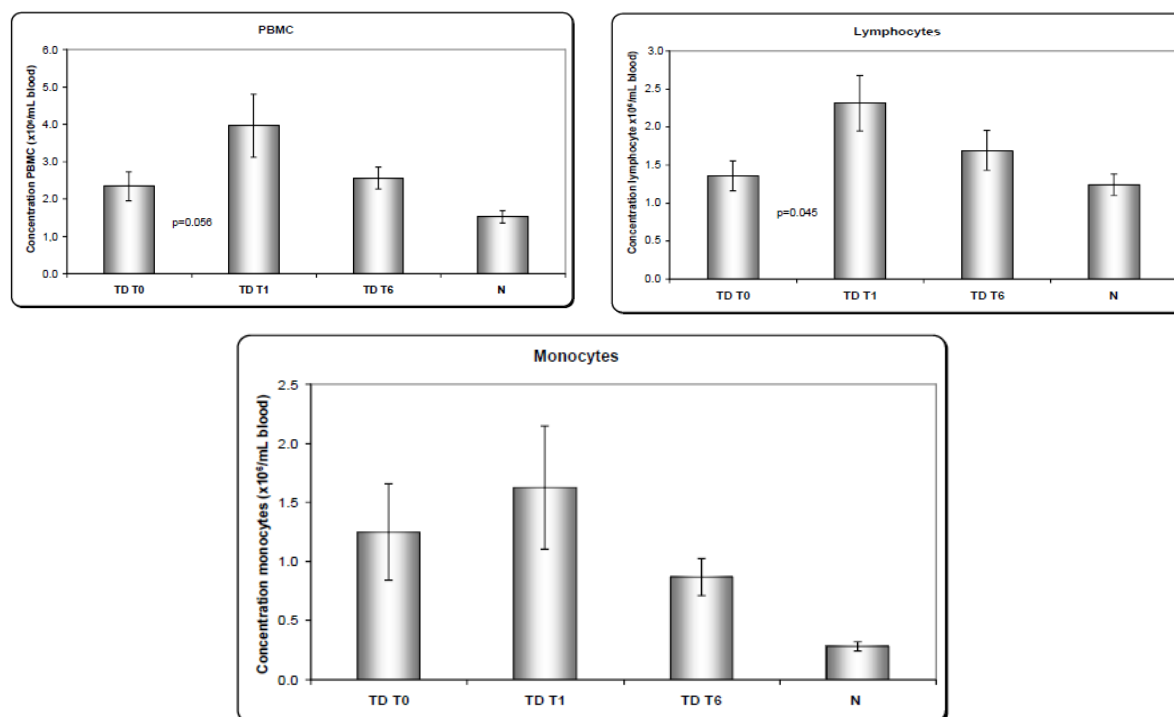 PBMC
Concentration PBMC (x10⁶/mL blood)
6.0
5.0
4.0
3.0
2.0
1.0
0.0
p=0.056
TD T0 TD T1 TD T6 N
Lymphocytes
Concentration lymphocyte x10⁶/mL blood)
3.0
2.5
2.0
1.5
1.0
0.5
0.0
p=0.045
TD T0 TD T1 TD T6 N
Monocytes
Concentration monocytes (x10⁶/mL blood)
2.5
2.0
1.5
1.0
0.5
0.0
TD T0 TD T1 TD T6 N